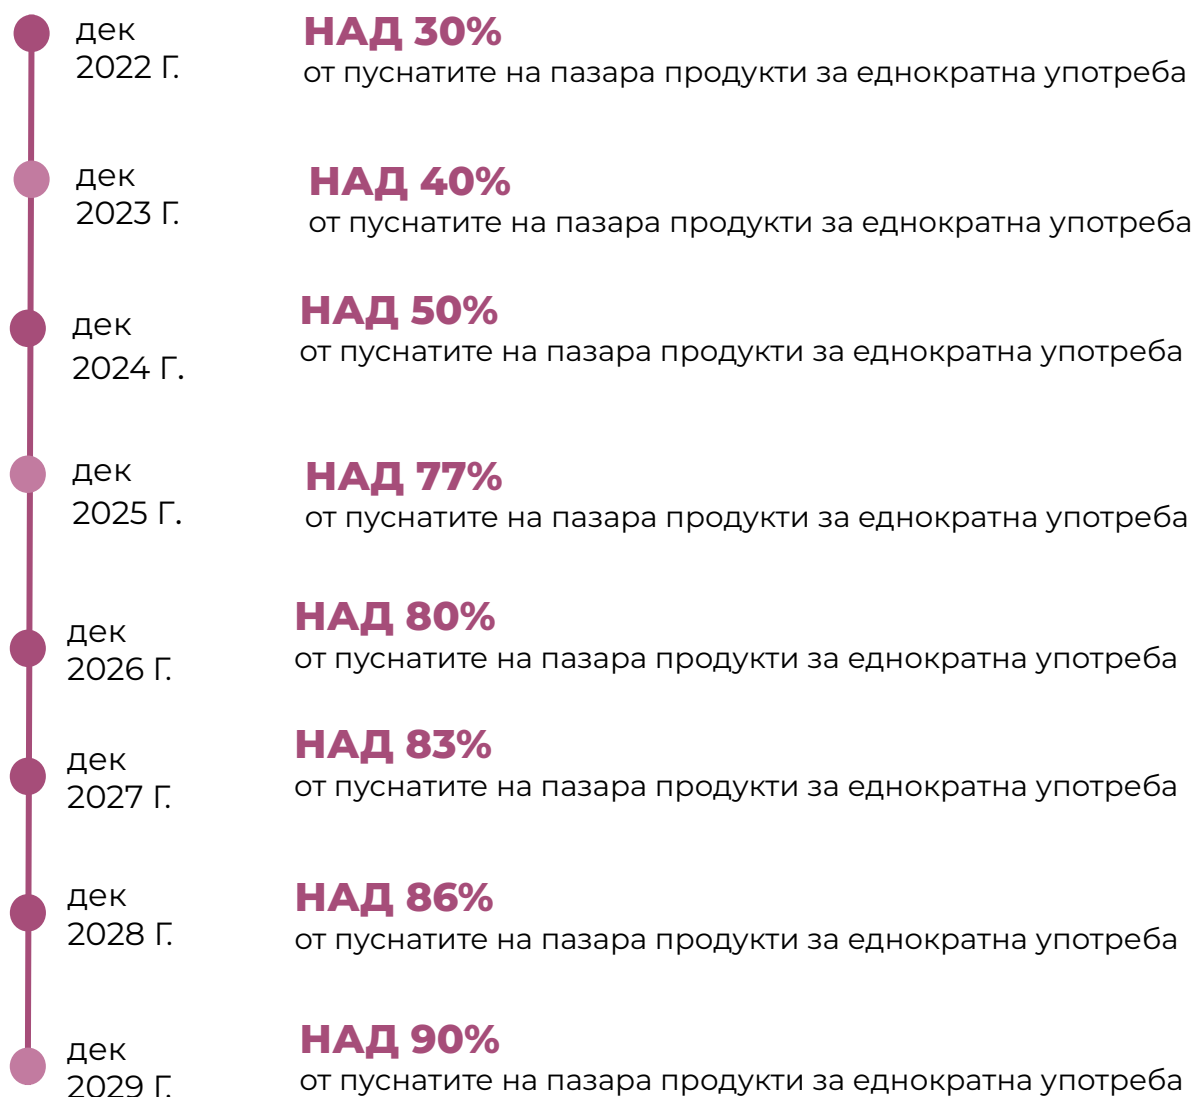 дек
2022 Г.
НАД 30%
от пуснатите на пазара продукти за еднократна употреба
дек
2023 Г.
НАД 40%
от пуснатите на пазара продукти за еднократна употреба
дек
2024 Г.
НАД 50%
от пуснатите на пазара продукти за еднократна употреба
дек
2025 Г.
НАД 77%
от пуснатите на пазара продукти за еднократна употреба
дек
2026 Г.
НАД 80%
от пуснатите на пазара продукти за еднократна употреба
дек
2027 Г.
НАД 83%
от пуснатите на пазара продукти за еднократна употреба
дек
2028 Г.
НАД 86%
от пуснатите на пазара продукти за еднократна употреба
дек
2029 Г.
НАД 90%
от пуснатите на пазара продукти за еднократна употреба